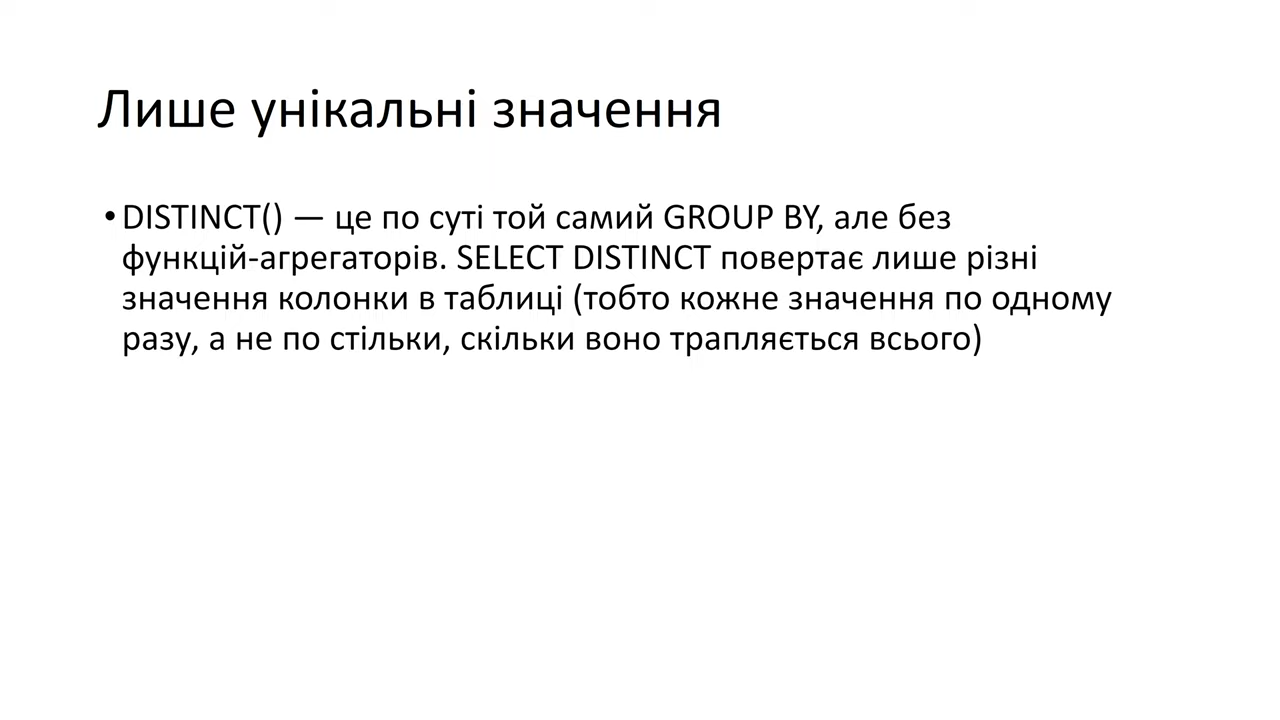 Лише унікальні значення
• DISTINCT() — це по суті той самий GROUP BY, але без
функцій-агрегаторів. SELECT DISTINCT повертає лише різні
значення колонки в таблиці (тобто кожне значення по одному
разу, а не по стільки, скільки воно трапляється всього)